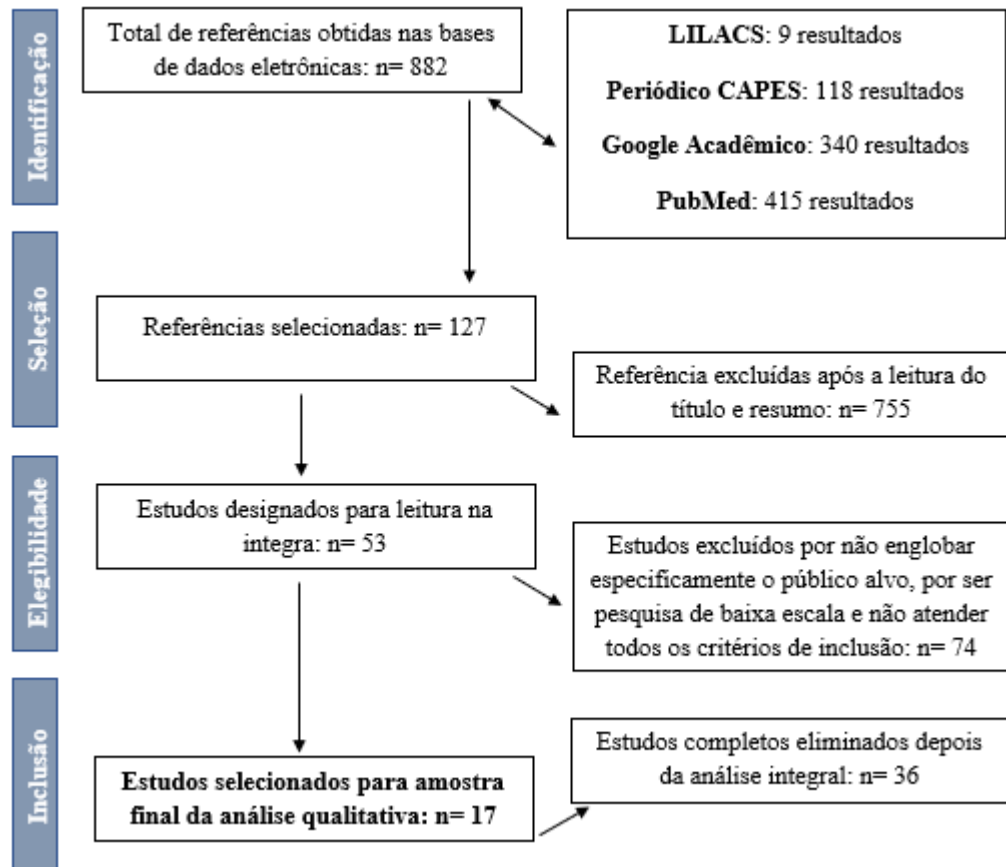 Identificação
Total de referências obtidas nas bases
de dados eletrônicas: n= 882
LILACS: 9 resultados
Periódico CAPES: 118 resultados
Google Acadêmico: 340 resultados
PubMed: 415 resultados
Seleção
Referências selecionadas: n= 127
Referência excluídas após a leitura do
título e resumo: n= 755
Elegibilidade
Estudos designados para leitura na
integra: n= 53
Estudos excluídos por não englobar
especificamente o público alvo, por ser
pesquisa de baixa escala e não atender
todos os critérios de inclusão: n= 74
Inclusão
Estudos selecionados para amostra
final da análise qualitativa: n= 17
Estudos completos eliminados depois
da análise integral: n= 36